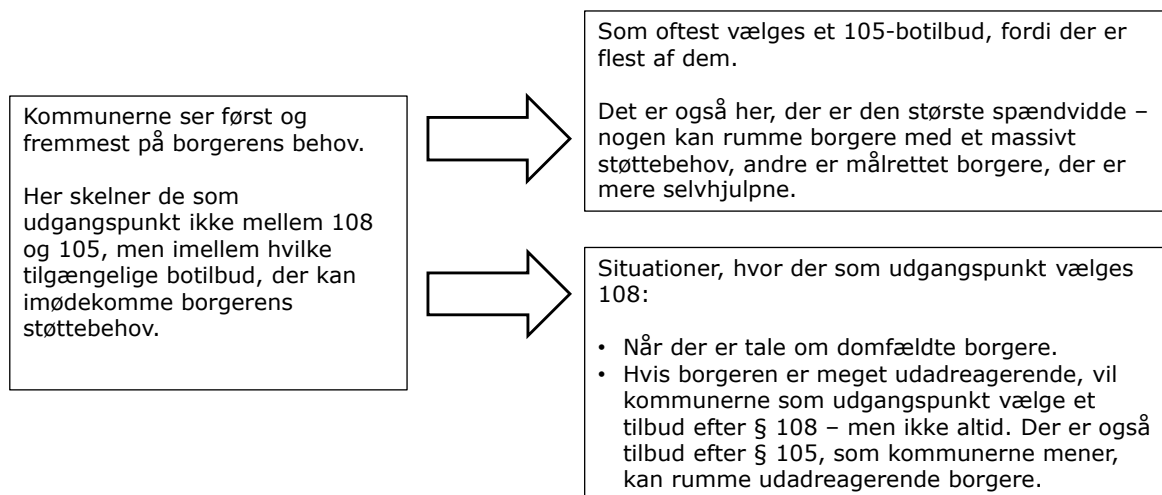 Kommunerne ser først og
fremmest på borgerens behov.
Her skelner de som
udgangspunkt ikke mellem 108
og 105, men imellem hvilke
tilgængelige botilbud, der kan
imødekomme borgerens
støttebehov.
Som oftest vælges et 105-botilbud, fordi der er
flest af dem.
Det er også her, der er den største spændvidde –
nogen kan rumme borgere med et massivt
støttebehov, andre er målrettet borgere, der er
mere selvhjulpne.
Situationer, hvor der som udgangspunkt vælges
108:
• Når der er tale om domfældte borgere.
• Hvis borgeren er meget udadreagerende, vil
kommunerne som udgangspunkt vælge et
tilbud efter § 108 – men ikke altid. Der er også
tilbud efter § 105, som kommunerne mener,
kan rumme udadreagerende borgere.